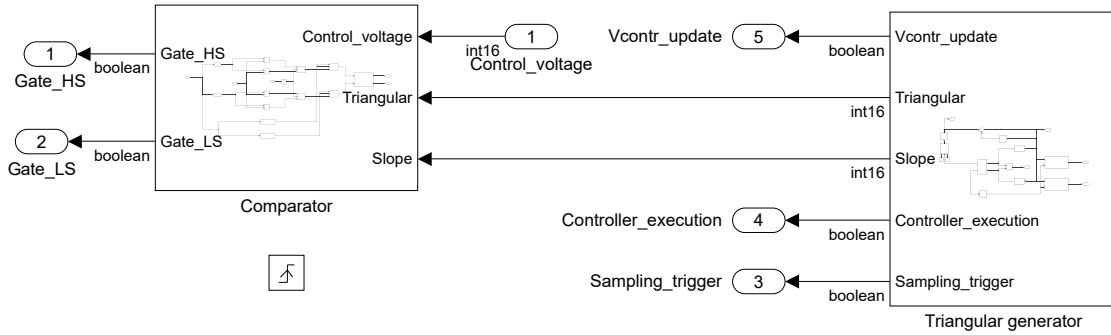 1
boolean
Gate_HS
2
boolean
Gate_LS
Gate_HS
Gate_LS
Control_voltage
Triangular
Slope
Comparator
1
int16
Control_voltage
int16
int16
Vcontr_update
5
boolean
Controller_execution
4
boolean
Sampling_trigger
3
boolean
Vcontr_update
Triangular
Slope
Controller_execution
Sampling_trigger
Triangular generator